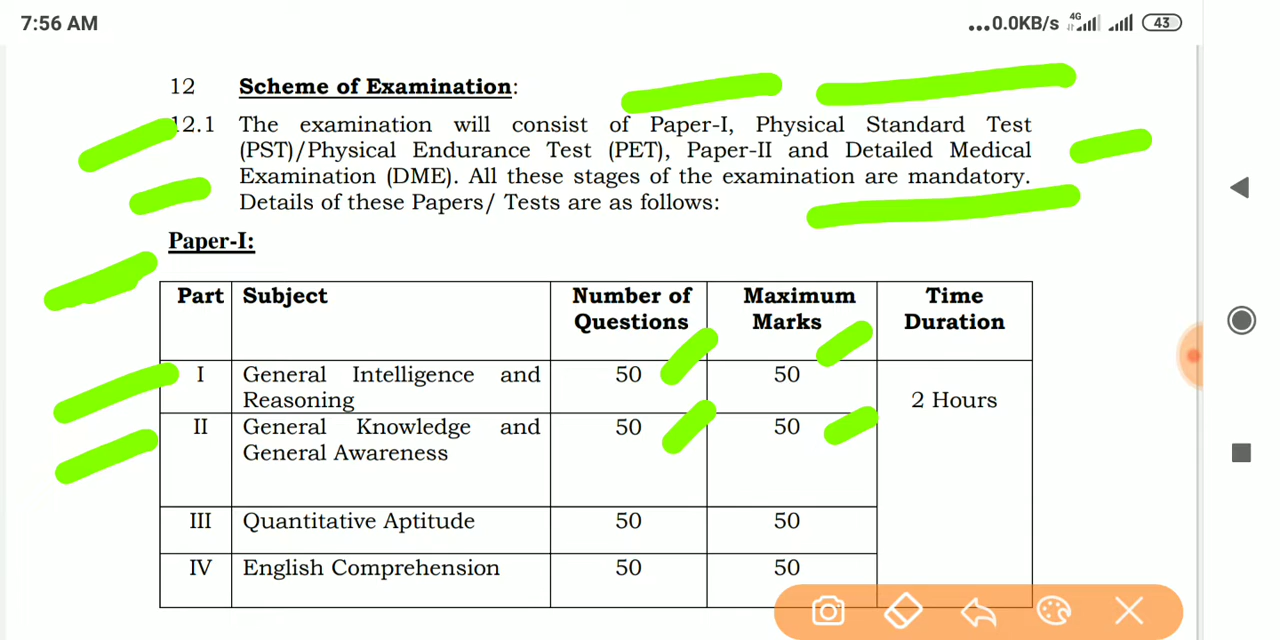 7:56 AM
...0.0KB/s 4G 43
12 Scheme of Examination:
12.1 The examination will consist of Paper-I, Physical Standard Test
(PST)/Physical Endurance Test (PET), Paper-II and Detailed Medical
Examination (DME). All these stages of the examination are mandatory.
Details of these Papers/ Tests are as follows:
Paper-I:
Part Subject Number of Questions Maximum Marks Time Duration
I General Intelligence and Reasoning 50 50 2 Hours
II General Knowledge and General Awareness 50 50
III Quantitative Aptitude 50 50
IV English Comprehension 50 50